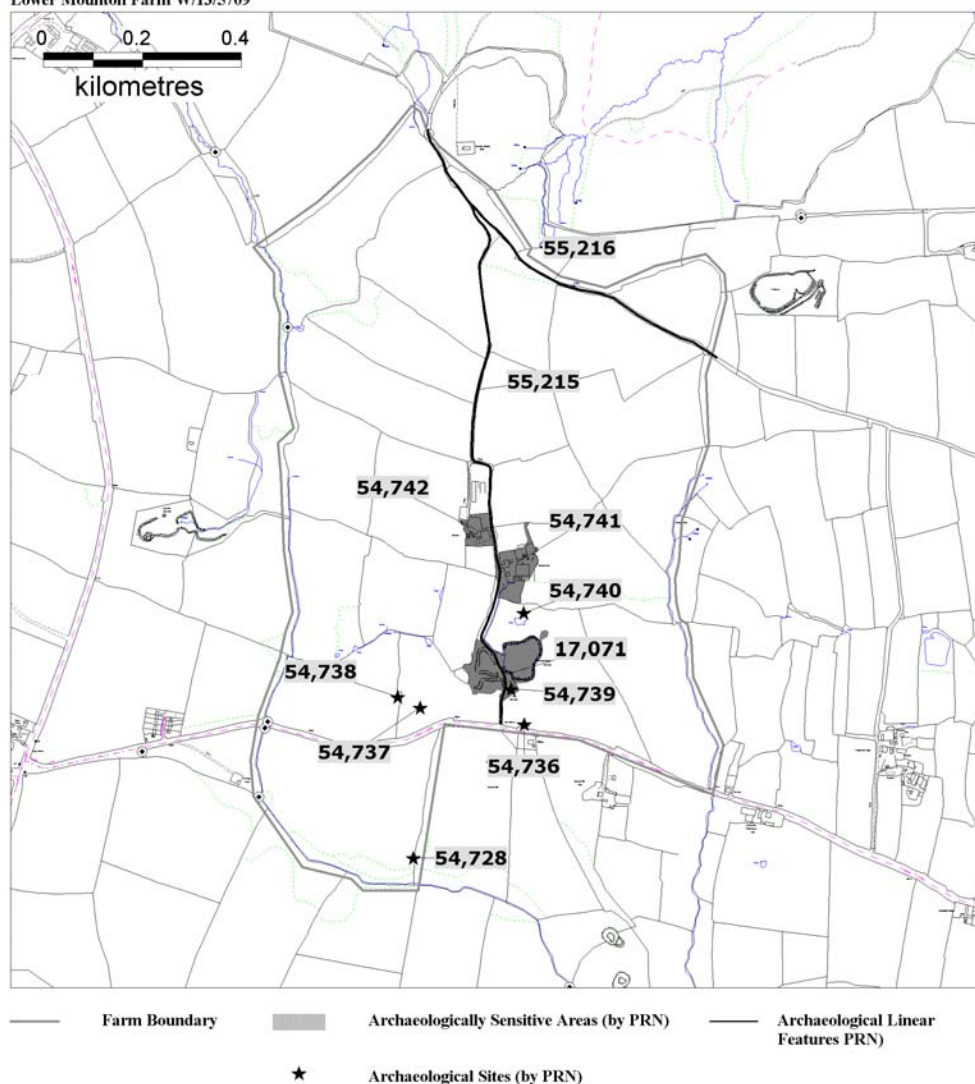 Lower Mounton Farm W/13/5709
0 0.2 0.4
kilometres
55,216
55,215
54,742
54,741
54,740
17,071
54,738
54,739
54,737
54,736
54,728
Farm Boundary
Archaeologically Sensitive Areas (by PRN)
Archaeological Linear
Features PRN)
Archaeological Sites (by PRN)